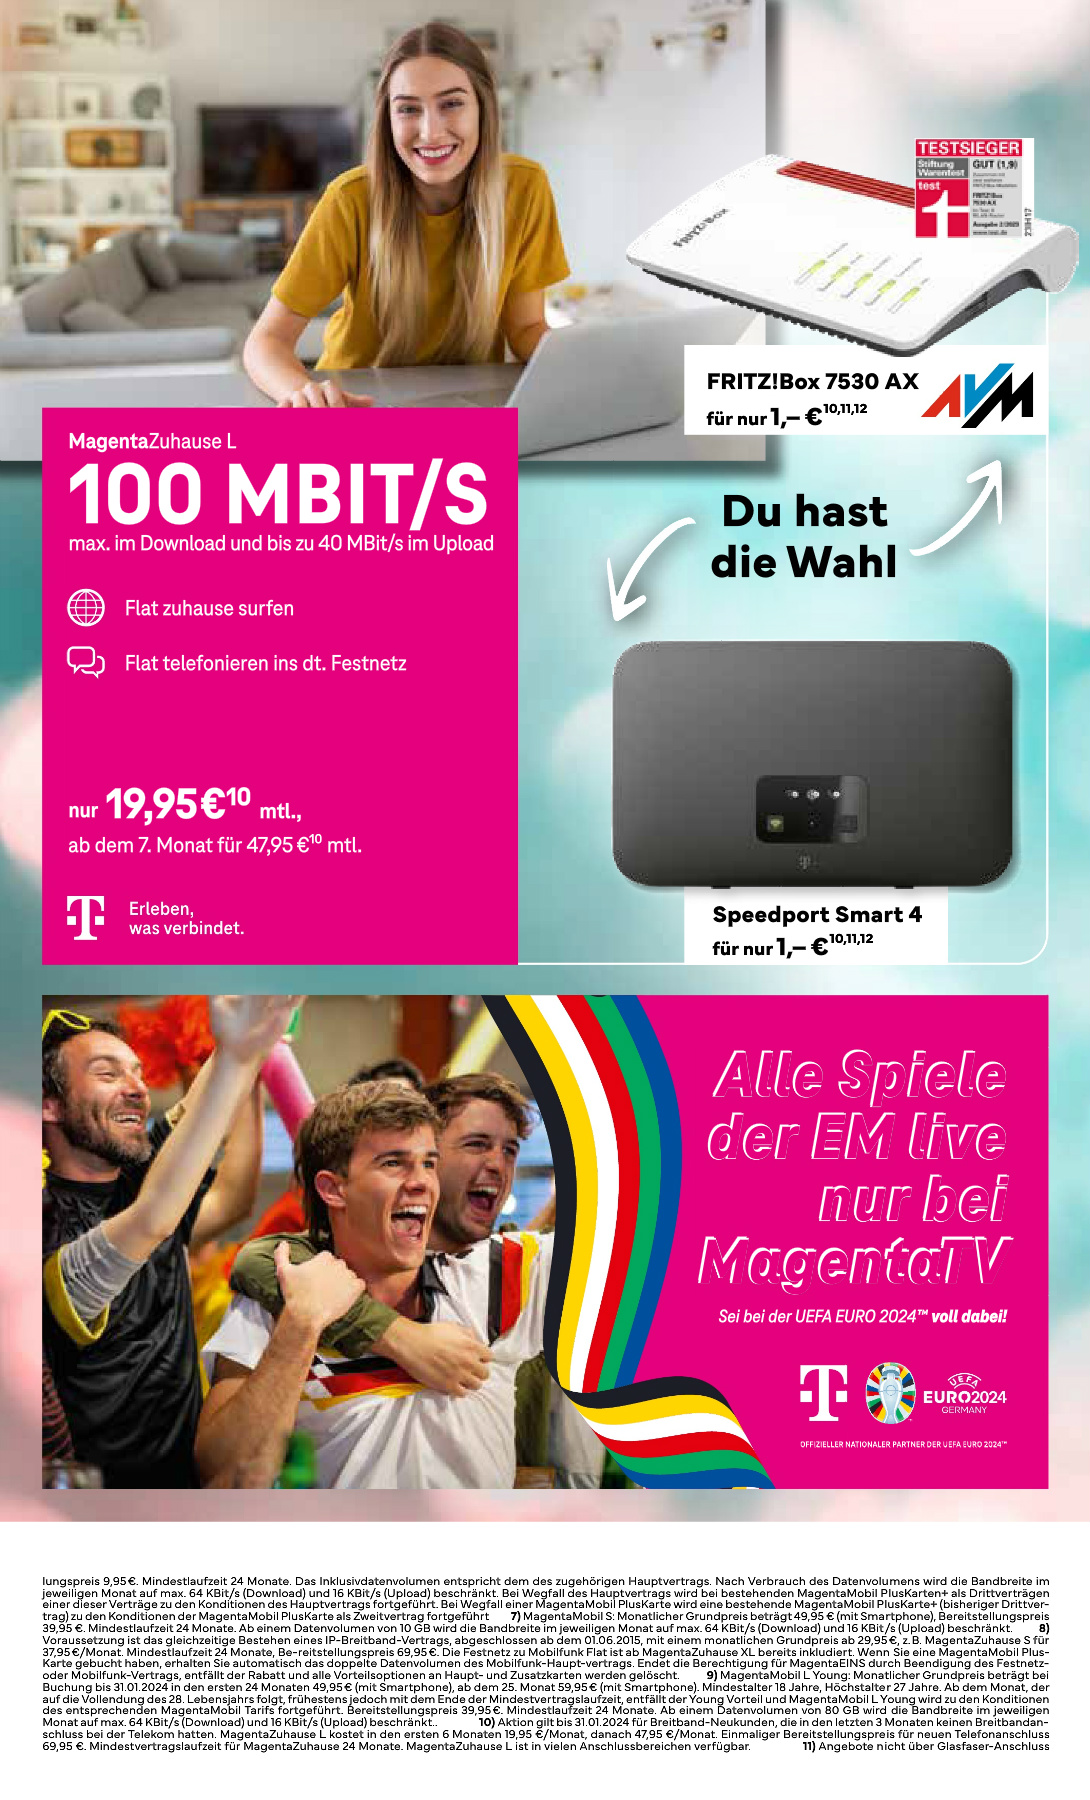 TESTSIEGER
Stiftung
Warentest
GUT (1,9)
test
FRITZ!Box
7530 AX
Ausgabe 2/2023
www.test.de
23IH17
FRITZ!Box
FRITZ!Box 7530 AX
für nur 1,– €10,11,12
AVM
MagentaZuhause L
100 MBIT/S
max. im Download und bis zu 40 MBit/s im Upload
Flat zuhause surfen
Flat telefonieren ins dt. Festnetz
nur 19,95 €10 mtl.,
ab dem 7. Monat für 47,95 €10 mtl.
T
Erleben,
was verbindet.
Du hast
die Wahl
Speedport Smart 4
für nur 1,– €10,11,12
Alle Spiele
der EM live
nur bei
MagentaTV
Sei bei der UEFA EURO 2024™ voll dabei!
T
UEFA
EURO2024
GERMANY
OFFIZIELLER NATIONALER PARTNER DER UEFA EURO 2024™
lungspreis 9,95 €. Mindestlaufzeit 24 Monate. Das Inklusivdatenvolumen entspricht dem des zugehörigen Hauptvertrags. Nach Verbrauch des Datenvolumens wird die Bandbreite im
jeweiligen Monat auf max. 64 KBit/s (Download) und 16 KBit/s (Upload) beschränkt. Bei Wegfall des Hauptvertrags wird bei bestehenden MagentaMobil PlusKarten+ als Drittverträgen
einer dieser Verträge zu den Konditionen des Hauptvertrags fortgeführt. Bei Wegfall einer MagentaMobil PlusKarte wird eine bestehende MagentaMobil PlusKarte+ (bisheriger Drittver-
trag) zu den Konditionen der MagentaMobil PlusKarte als Zweitvertrag fortgeführt 7) MagentaMobil S: Monatlicher Grundpreis beträgt 49,95 € (mit Smartphone), Bereitstellungspreis
39,95 €. Mindestlaufzeit 24 Monate. Ab einem Datenvolumen von 10 GB wird die Bandbreite im jeweiligen Monat auf max. 64 KBit/s (Download) und 16 KBit/s (Upload) beschränkt. 8)
Voraussetzung ist das gleichzeitige Bestehen eines IP-Breitband-Vertrags, abgeschlossen ab dem 01.06.2015, mit einem monatlichen Grundpreis ab 29,95 €, z. B. MagentaZuhause S für
37,95 €/Monat. Mindestlaufzeit 24 Monate, Be-reitstellungspreis 69,95 €. Die Festnetz zu Mobilfunk Flat ist ab MagentaZuhause XL bereits inkludiert. Wenn Sie eine MagentaMobil Plus-
Karte gebucht haben, erhalten Sie automatisch das doppelte Datenvolumen des Mobilfunk-Haupt-vertrags. Endet die Berechtigung für MagentaEINS durch Beendigung des Festnetz-
oder Mobilfunk-Vertrags, entfällt der Rabatt und alle Vorteilsoptionen an Haupt- und Zusatzkarten werden gelöscht. 9) MagentaMobil L Young: Monatlicher Grundpreis beträgt bei
Buchung bis 31.01.2024 in den ersten 24 Monaten 49,95 € (mit Smartphone), ab dem 25. Monat 59,95 € (mit Smartphone). Mindestalter 18 Jahre, Höchstalter 27 Jahre. Ab dem Monat, der
auf die Vollendung des 28. Lebensjahrs folgt, frühestens jedoch mit dem Ende der Mindestvertragslaufzeit, entfällt der Young Vorteil und MagentaMobil L Young wird zu den Konditionen
des entsprechenden MagentaMobil Tarifs fortgeführt. Bereitstellungspreis 39,95 €. Mindestlaufzeit 24 Monate. Ab einem Datenvolumen von 80 GB wird die Bandbreite im jeweiligen
Monat auf max. 64 KBit/s (Download) und 16 KBit/s (Upload) beschränkt.. 10) Aktion gilt bis 31.01.2024 für Breitband-Neukunden, die in den letzten 3 Monaten keinen Breitbandan-
schluss bei der Telekom hatten. MagentaZuhause L kostet in den ersten 6 Monaten 19,95 €/Monat, danach 47,95 €/Monat. Einmaliger Bereitstellungspreis für neuen Telefonanschluss
69,95 €. Mindestvertragslaufzeit für MagentaZuhause 24 Monate. MagentaZuhause L ist in vielen Anschlussbereichen verfügbar. 11) Angebote nicht über Glasfaser-Anschluss